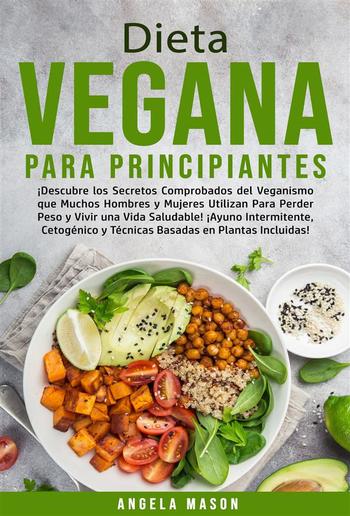 Dieta
VEGANA
PARA PRINCIPIANTES
¡Descubre los Secretos Comprobados del Veganismo
que Muchos Hombres y Mujeres Utilizan Para Perder
Peso y Vivir una Vida Saludable! ¡Ayuno Intermitente,
Cetogénico y Técnicas Basadas en Plantas Incluidas!
ANGELA MASON